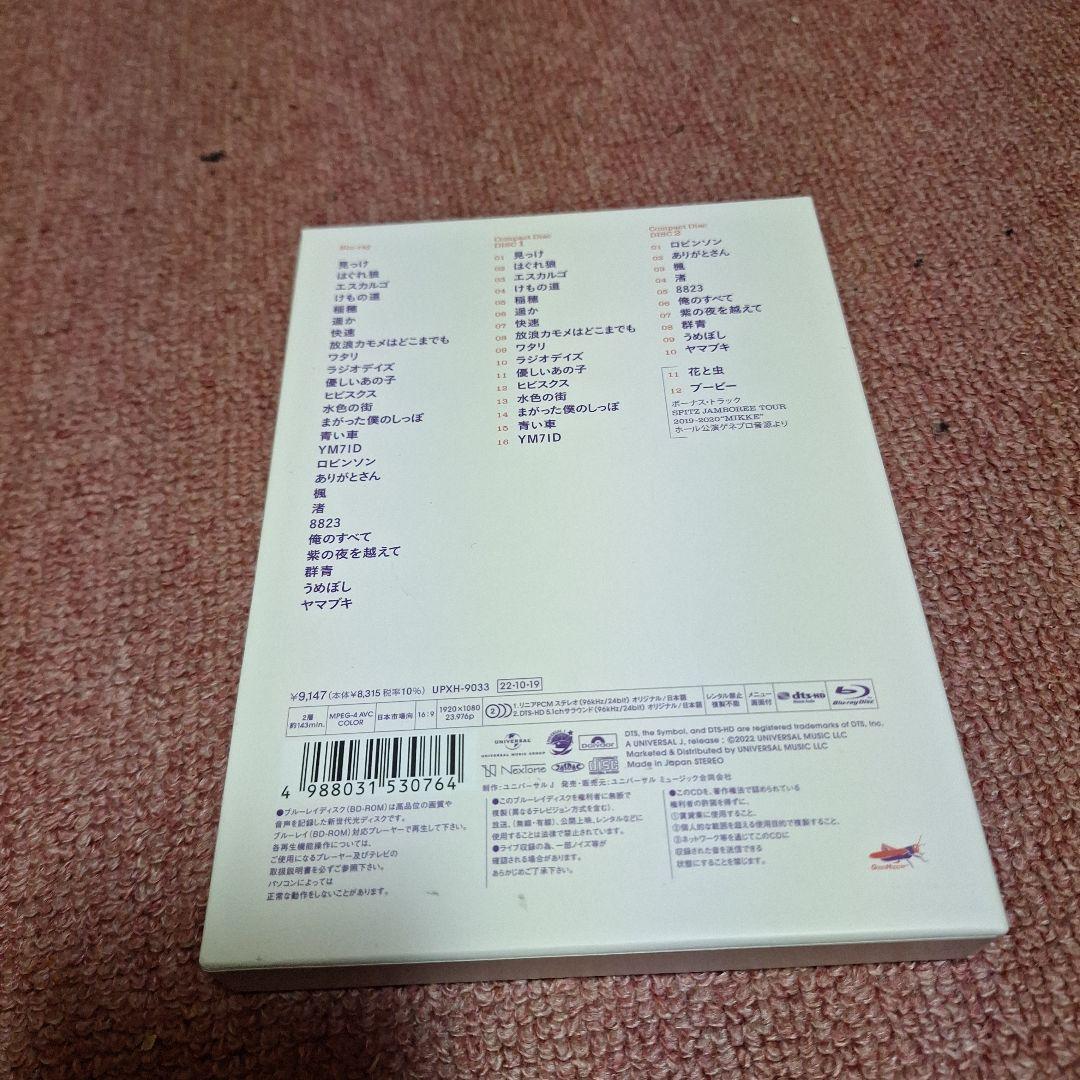 Blu-ray
見っけ
はぐれ狼
エスカルゴ
けもの道
稲穂
遥か
快速
放浪カモメはどこまでも
ワタリ
ラジオデイズ
優しいあの子
ヒビスクス
水色の街
まがった僕のしっぽ
青い車
YM71D
ロビンソン
ありがとさん
楓
渚
8823
俺のすべて
紫の夜を越えて
群青
うめぼし
ヤマブキ
Compact Disc
DISC 1
01 見っけ
02 はぐれ狼
03 エスカルゴ
04 けもの道
05 稲穂
06 遥か
07 快速
08 放浪カモメはどこまでも
09 ワタリ
10 ラジオデイズ
11 優しいあの子
12 ヒビスクス
13 水色の街
14 まがった僕のしっぽ
15 青い車
16 YM71D
Compact Disc
DISC 2
01 ロビンソン
02 ありがとさん
03 楓
04 渚
05 8823
06 俺のすべて
07 紫の夜を越えて
08 群青
09 うめぼし
10 ヤマブキ
11 花と虫
12 ブービー
ボーナス・トラック
SPITZ JAMBOREE TOUR
2019-2020"MIKKE"
ホール公演ゲネプロ音源より
¥9,147(本体¥8,315 税率10%) UPXH-9033 22-10-19
2層
約143min.
MPEG-4 AVC
COLOR
日本市場向
16:9
1920×1080
23.976p
2
1.リニアPCM ステレオ(96kHz/24bit) オリジナル/日本語
2.DTS-HD 5.1chサラウンド(96kHz/24bit) オリジナル/日本語
レンタル禁止
複製不能
メニュー
画面付
dts-HD
Blu-ray Disc
4 988031 530764
UNIVERSAL
UNIVERSAL MUSIC GROUP
Polydor
NexTone
disc
DTS, the Symbol, and DTS-HD are registered trademarks of DTS, Inc.
A UNIVERSAL J, release ; ©2022 UNIVERSAL MUSIC LLC
Marketed & Distributed by UNIVERSAL MUSIC LLC
Made in Japan STEREO
制作:ユニバーサル J 発売・販売元:ユニバーサル ミュージック合同会社
●ブルーレイディスク(BD-ROM)は高品位の画質や
音声を記録した新世代光ディスクです。
ブルーレイ(BD-ROM)対応プレーヤーで再生して下さい。
各再生機能操作については、
ご使用になるプレーヤー及びテレビの
取扱説明書を必ずご参照下さい。
パソコンによっては
正常な動作をしないことがあります。
●このブルーレイディスクを権利者に無断で
複製(異なるテレビジョン方式を含む)、
放送、(無線・有線)、公開上映、レンタルなどに
使用することは法律で禁止されています。
●ライブ収録の為、一部ノイズ等が
確認される場合があります。
あらかじめご了承下さい。
●このCDを、著作権法で認められている
権利者の許諾を得ずに、
①賃貸業に使用すること、
②個人的な範囲を超える使用目的で複製すること、
③ネットワーク等を通じてこのCDに
収録された音を送信できる
状態にすることを禁じます。